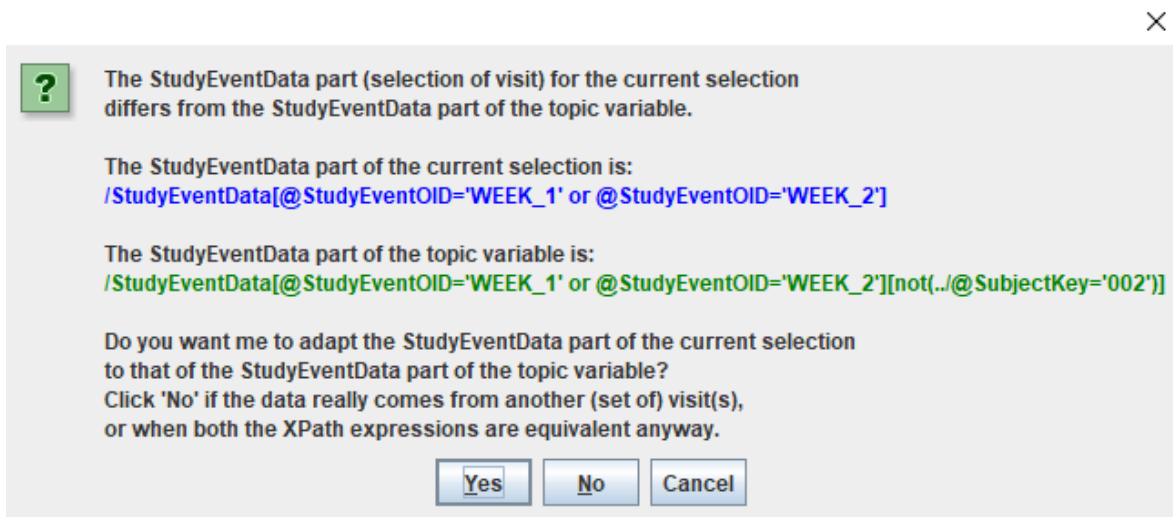 The StudyEventData part (selection of visit) for the current selection
differs from the StudyEventData part of the topic variable.
The StudyEventData part of the current selection is:
/StudyEventData[@StudyEventOID='WEEK_1' or @StudyEventOID='WEEK_2']
The StudyEventData part of the topic variable is:
/StudyEventData[@StudyEventOID='WEEK_1' or @StudyEventOID='WEEK_2'][not(../@SubjectKey='002')]
Do you want me to adapt the StudyEventData part of the current selection
to that of the StudyEventData part of the topic variable?
Click 'No' if the data really comes from another (set of) visit(s),
or when both the XPath expressions are equivalent anyway.
Yes No Cancel